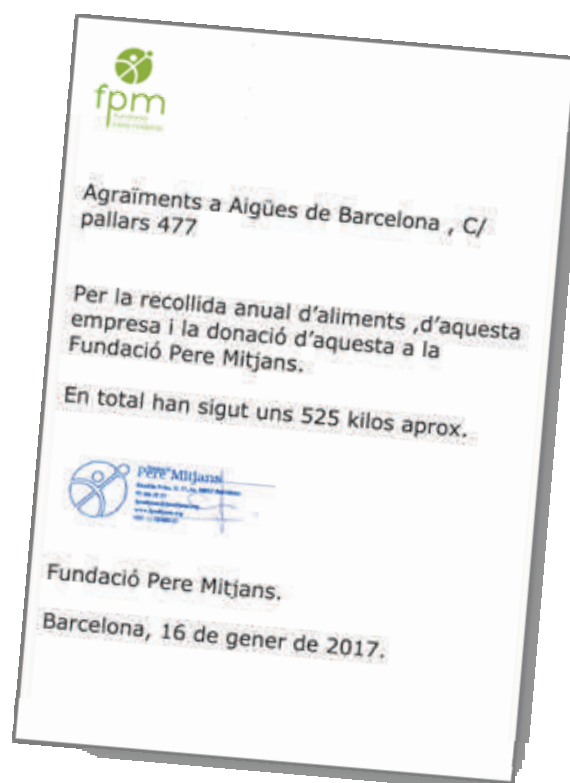 fpm
Agraïments a Aigües de Barcelona , C/
pallars 477
Per la recollida anual d'aliments ,d'aquesta
empresa i la donació d'aquesta a la
Fundació Pere Mitjans.
En total han sigut uns 525 kilos aprox.
Pere Mitjans
Fundació Pere Mitjans.
Barcelona, 16 de gener de 2017.